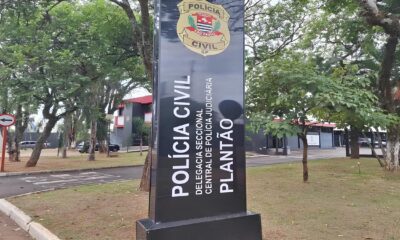 POLÍCIA
CIVIL
POLÍCIA CIVIL
DELEGACIA SECCIONAL
CENTRAL DE POLÍCIA JUDICIÁRIA
PLANTÃO